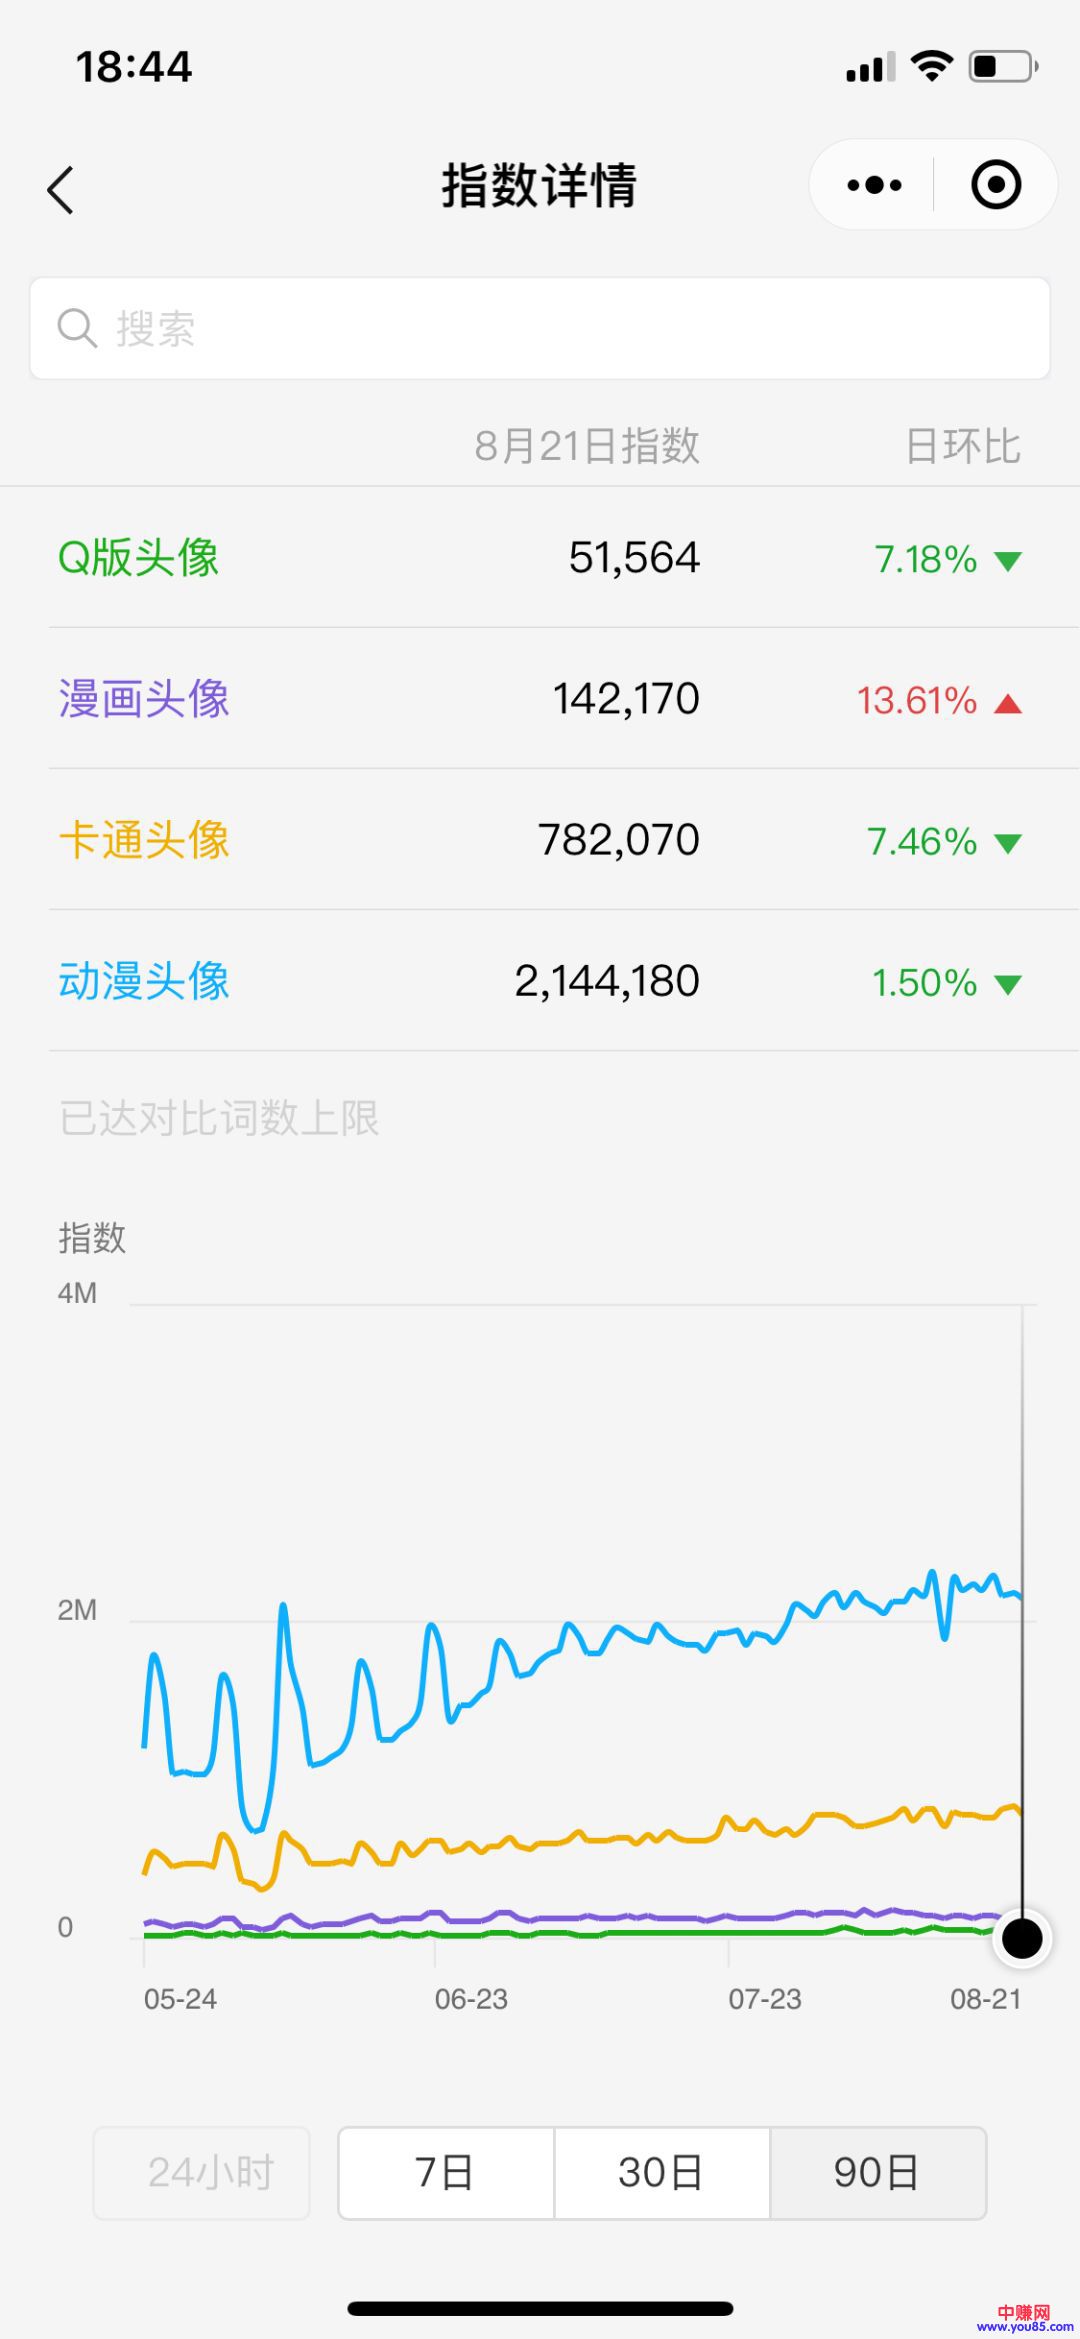 18:44
指数详情
搜索
8月21日指数 日环比
Q版头像 51,564 7.18%
漫画头像 142,170 13.61%
卡通头像 782,070 7.46%
动漫头像 2,144,180 1.50%
已达对比词数上限
指数
4M
2M
0
05-24 06-23 07-23 08-21
24小时 7日 30日 90日
中赚网
www.you85.com